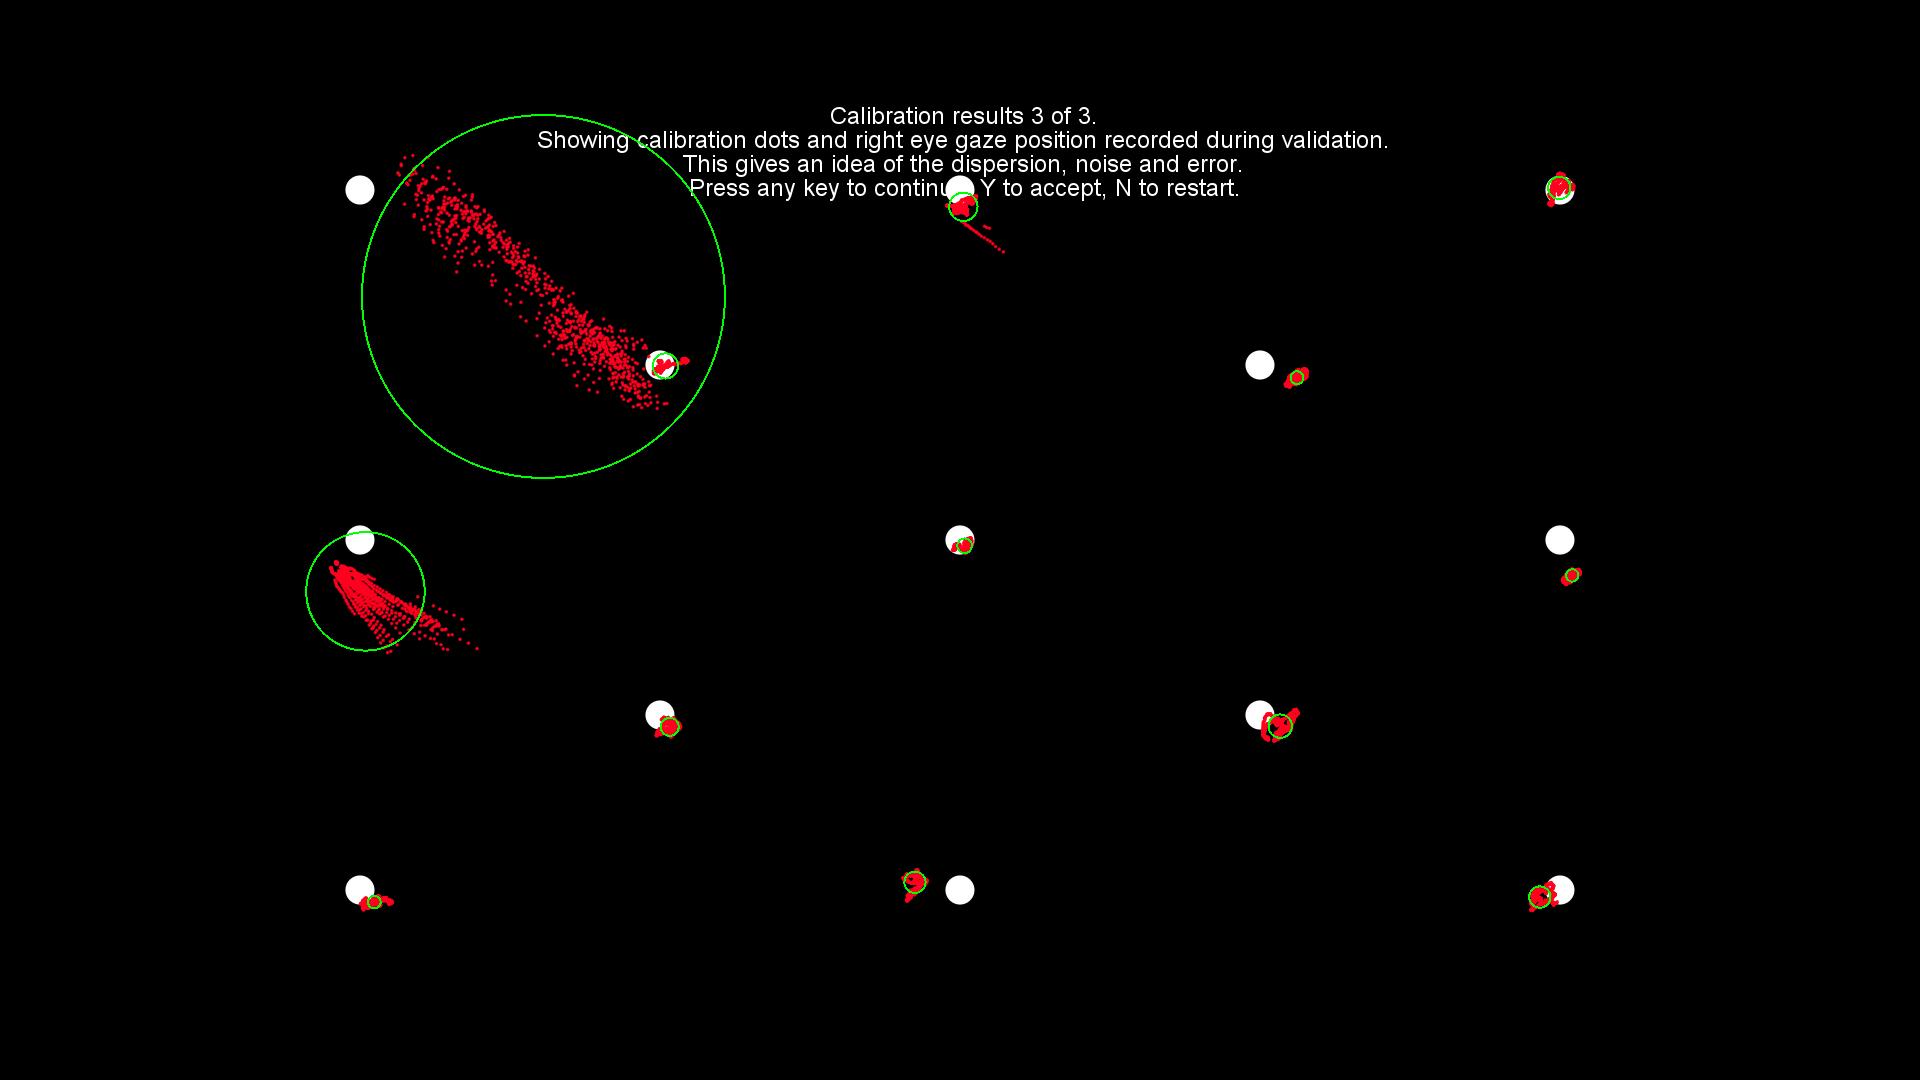 Calibration results 3 of 3.
Showing calibration dots and right eye gaze position recorded during validation.
This gives an idea of the dispersion, noise and error.
Press any key to continu Y to accept, N to restart.